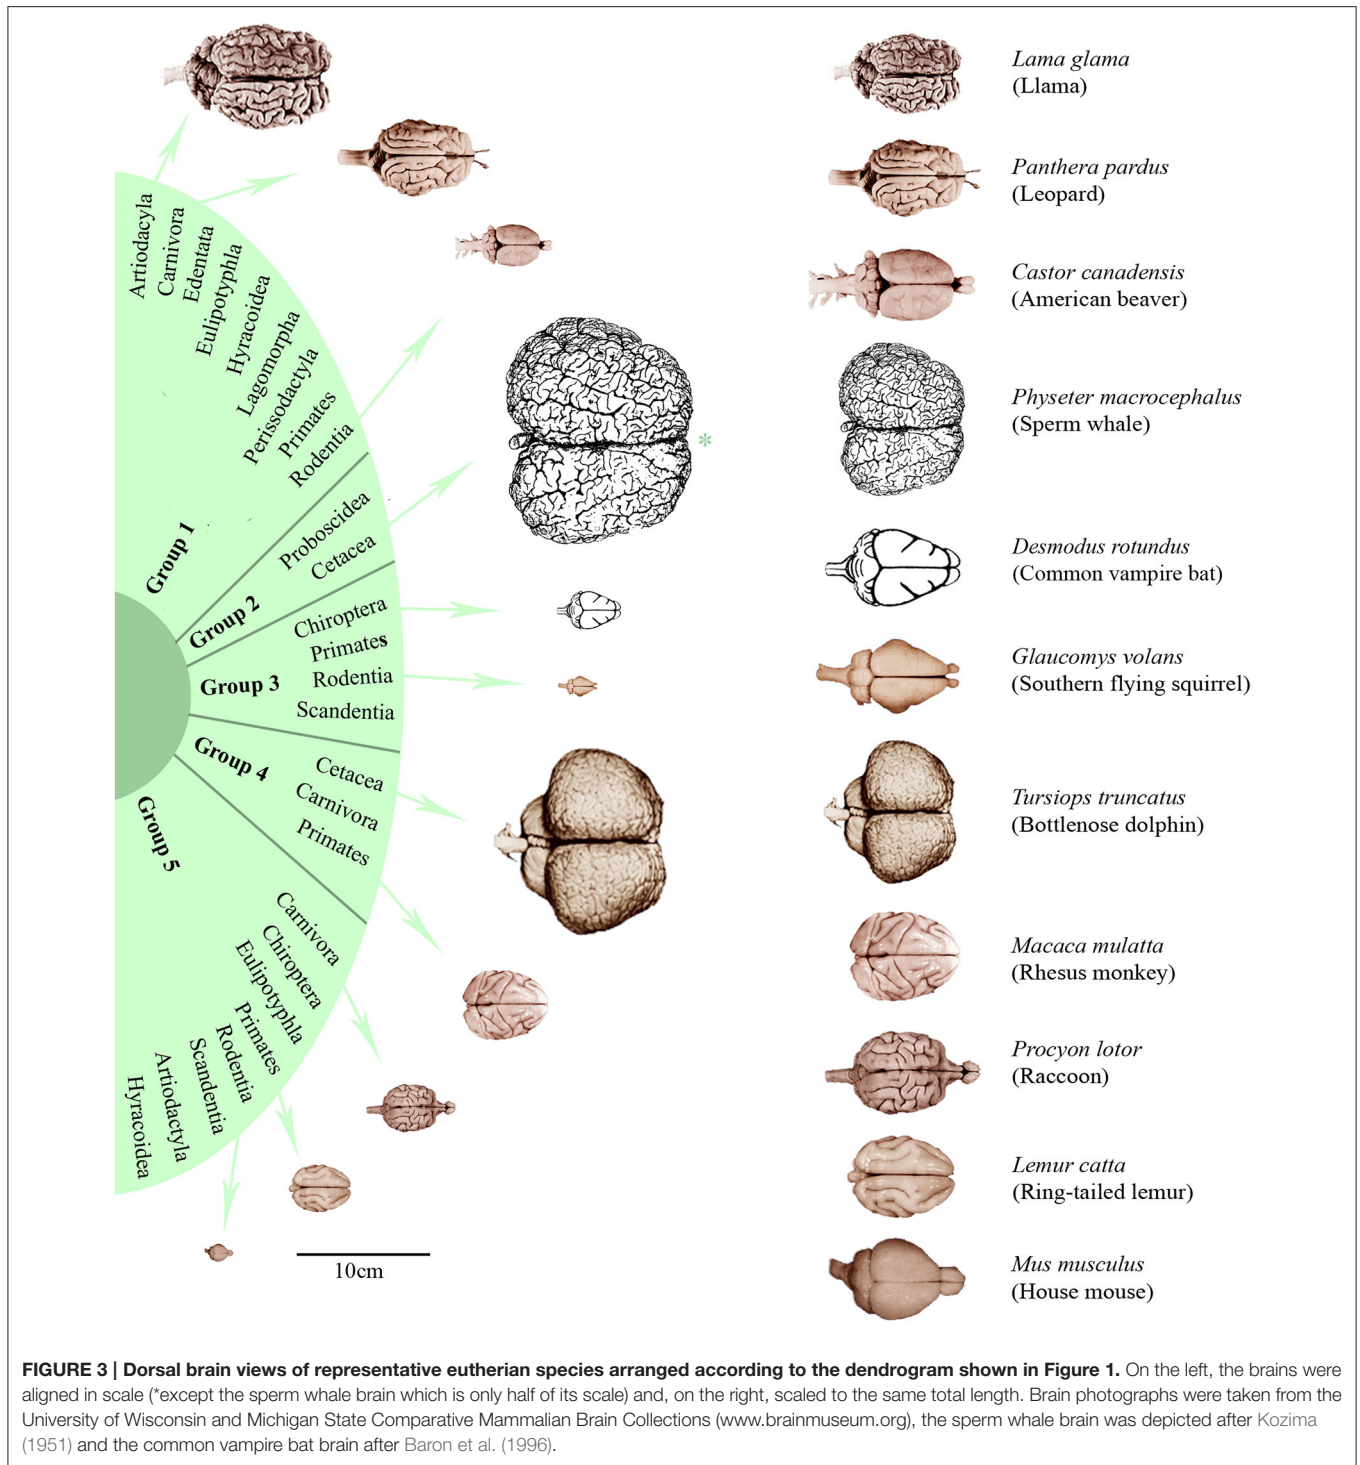 Artiodacyla
Carnivora
Edentata
Eulipotyphla
Hyracoidea
Lagomorpha
Perissodactyla
Primates
Rodentia
Group 1
Proboscidea
Cetacea
Group 2
Chiroptera
Primates
Rodentia
Scandentia
Group 3
Cetacea
Carnivora
Primates
Group 4
Group 5
Carnivora
Chiroptera
Eulipotyphla
Primates
Rodentia
Scandentia
Artiodactyla
Hyracoidea
*
10cm
Lama glama
(Llama)
Panthera pardus
(Leopard)
Castor canadensis
(American beaver)
Physeter macrocephalus
(Sperm whale)
Desmodus rotundus
(Common vampire bat)
Glaucomys volans
(Southern flying squirrel)
Tursiops truncatus
(Bottlenose dolphin)
Macaca mulatta
(Rhesus monkey)
Procyon lotor
(Raccoon)
Lemur catta
(Ring-tailed lemur)
Mus musculus
(House mouse)
FIGURE 3 | Dorsal brain views of representative eutherian species arranged according to the dendrogram shown in Figure 1. On the left, the brains were
aligned in scale (*except the sperm whale brain which is only half of its scale) and, on the right, scaled to the same total length. Brain photographs were taken from the
University of Wisconsin and Michigan State Comparative Mammalian Brain Collections (www.brainmuseum.org), the sperm whale brain was depicted after Kozima
(1951) and the common vampire bat brain after Baron et al. (1996).